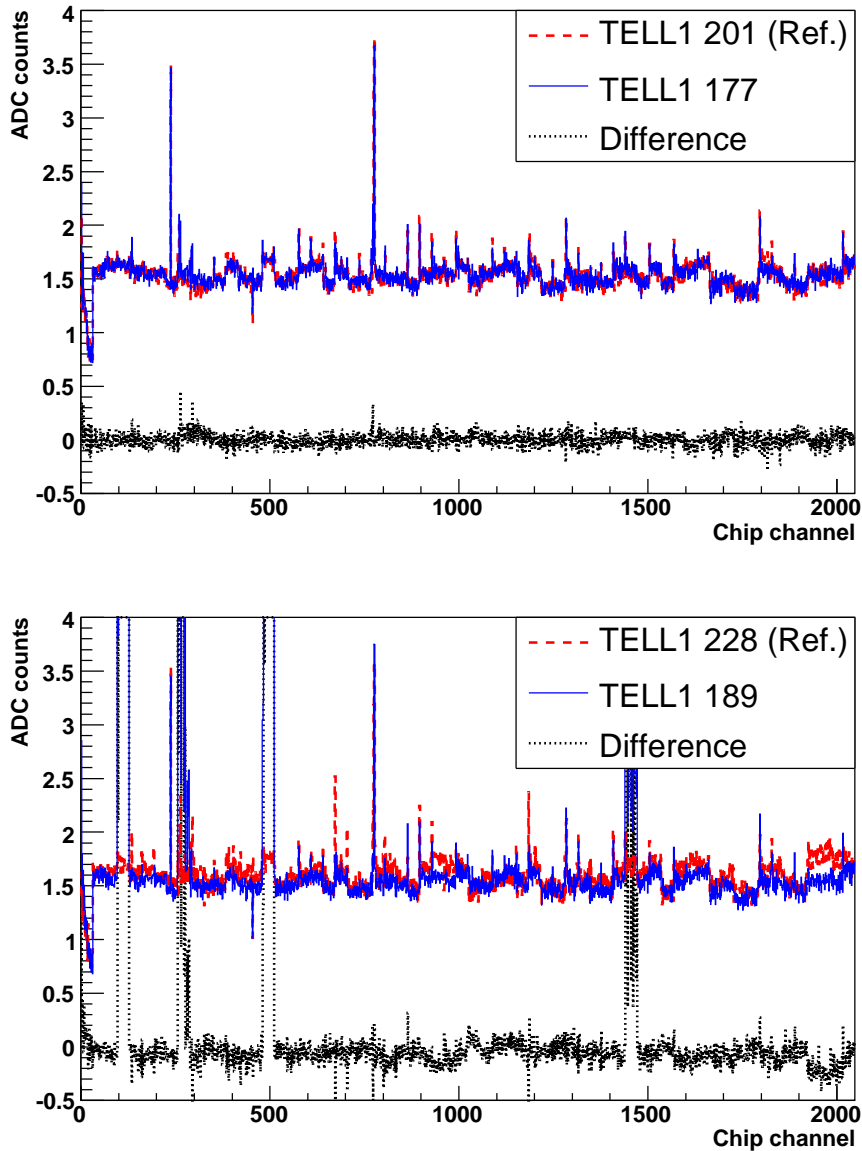 ADC counts
4
3.5
3
2.5
2
1.5
1
0.5
0
-0.5
TELL1 201 (Ref.)
TELL1 177
Difference
0 500 1000 1500 2000
Chip channel
ADC counts
4
3.5
3
2.5
2
1.5
1
0.5
0
-0.5
TELL1 228 (Ref.)
TELL1 189
Difference
0 500 1000 1500 2000
Chip channel